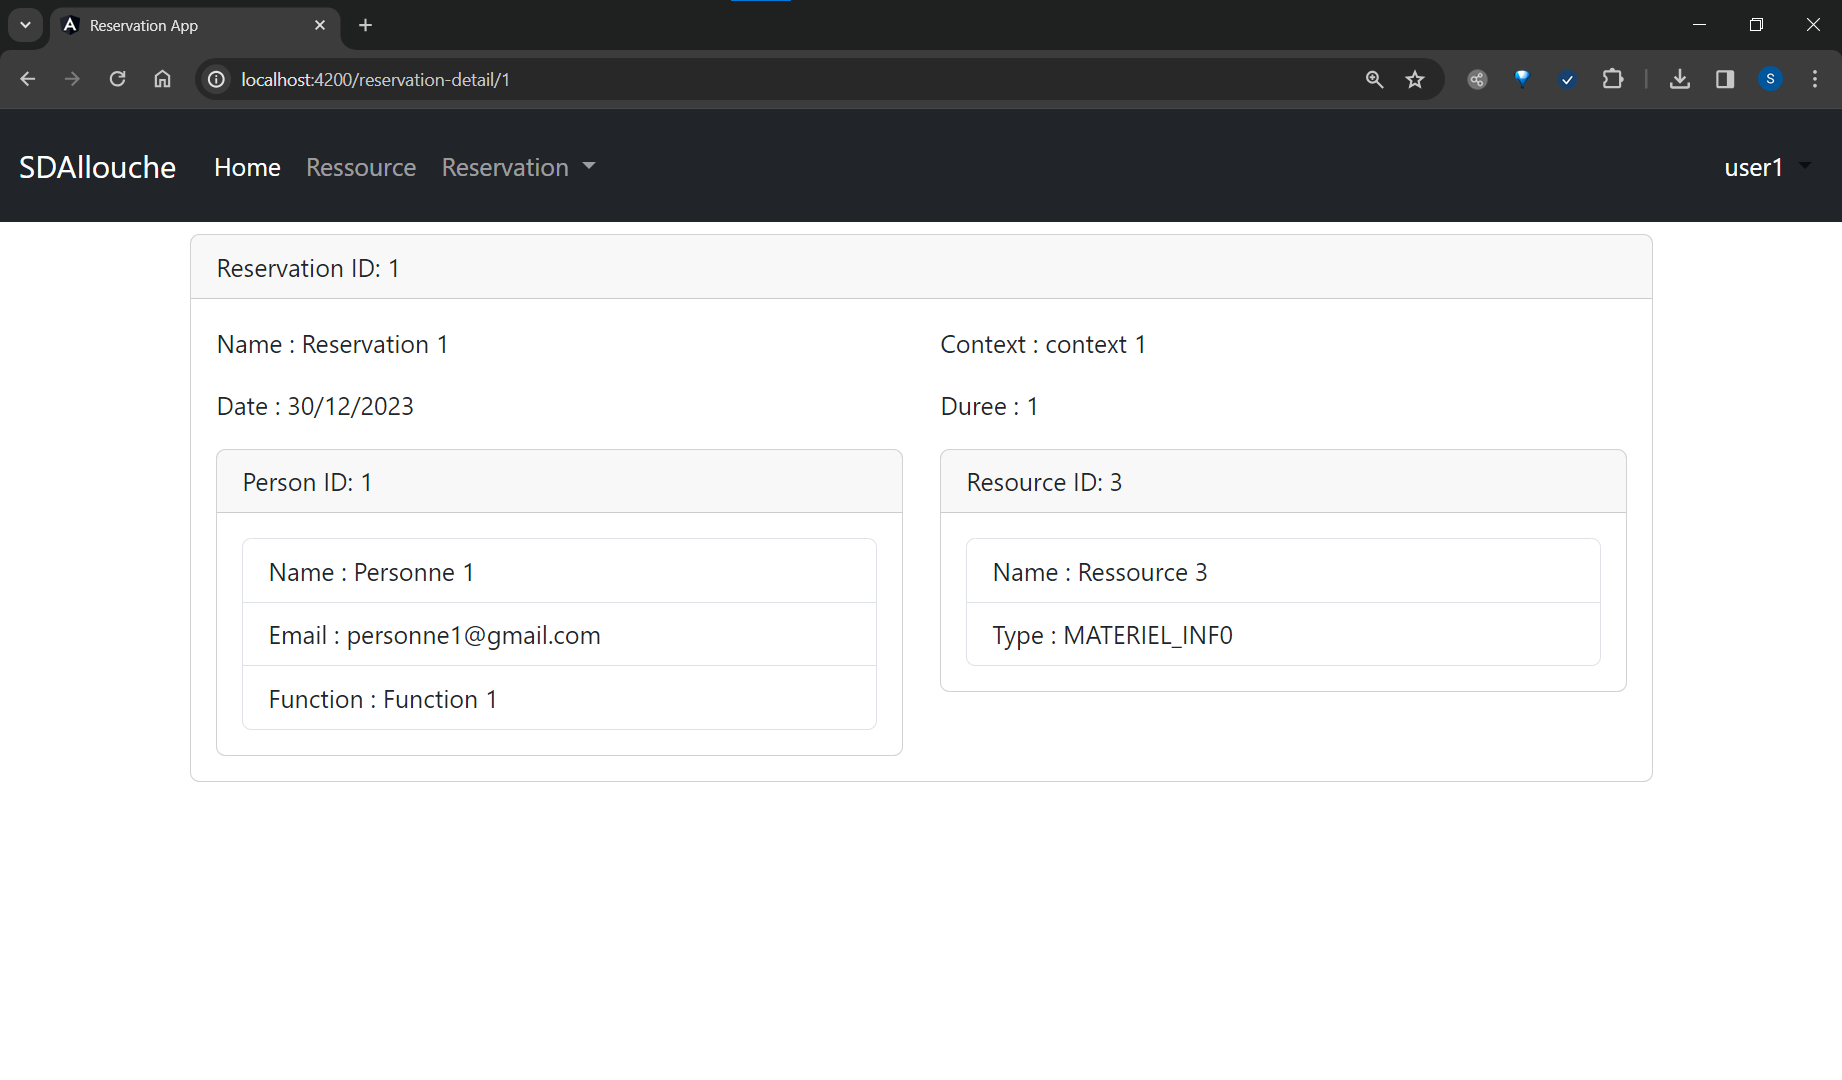 Reservation App
localhost:4200/reservation-detail/1
S
SDAllouche Home Ressource Reservation user1
Reservation ID: 1
Name : Reservation 1
Context : context 1
Date : 30/12/2023
Duree : 1
Person ID: 1
Name : Personne 1
Email : personne1@gmail.com
Function : Function 1
Resource ID: 3
Name : Ressource 3
Type : MATERIEL_INF0